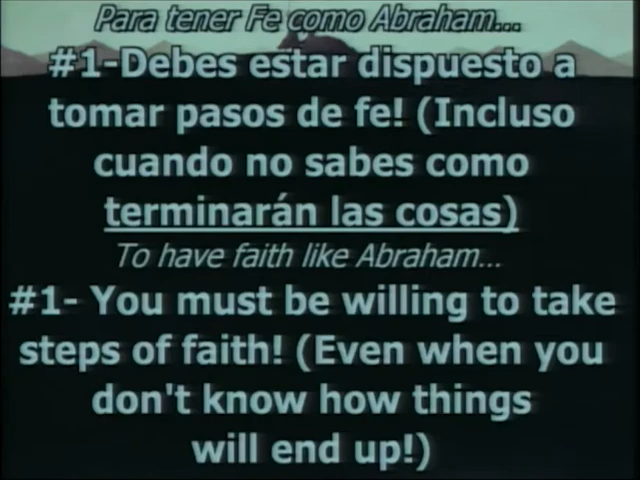 Para tener Fe como Abraham...
#1-Debes estar dispuesto a
tomar pasos de fe! (Incluso
cuando no sabes como
terminarán las cosas)
To have faith like Abraham...
#1- You must be willing to take
steps of faith! (Even when you
don't know how things
will end up!)